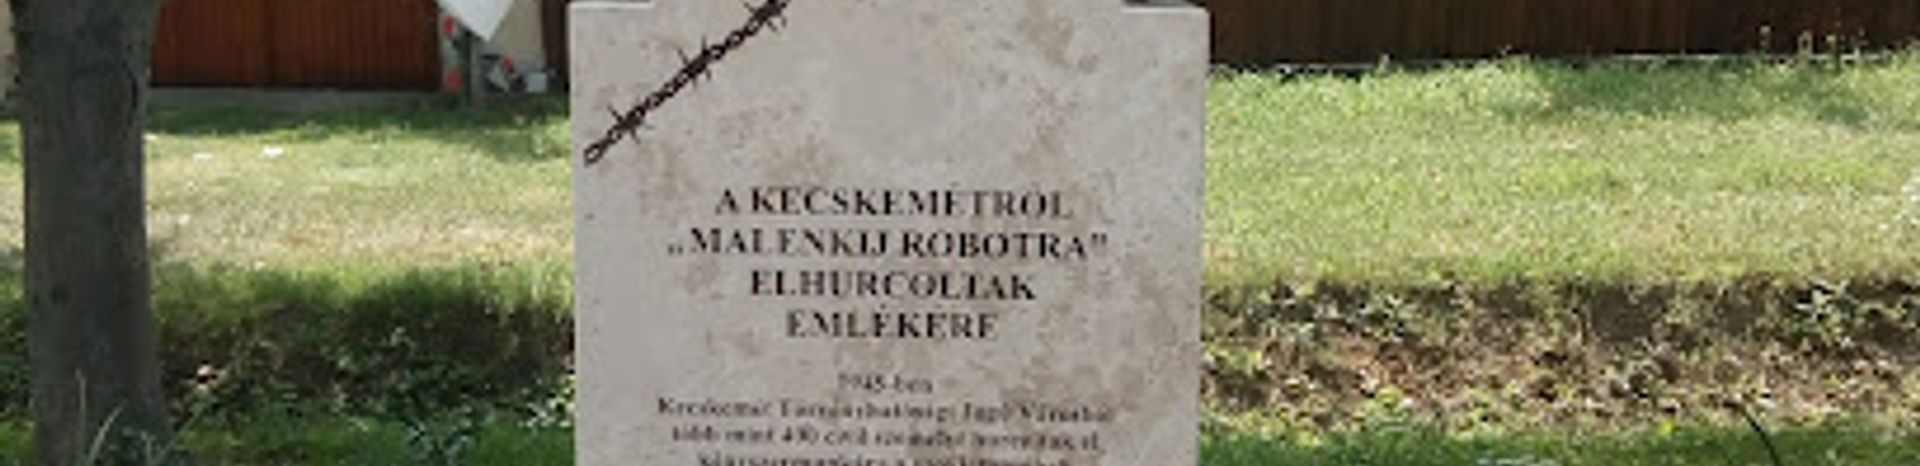 A KECSKEMÉTRŐL
„MALENKIJ ROBOTRA”
ELHURCOLTAK
EMLÉKÉRE
1945-ben
Kecskemét Törvényhatósági Jogú Városból
több mint 400 civil személyt hurcoltak el